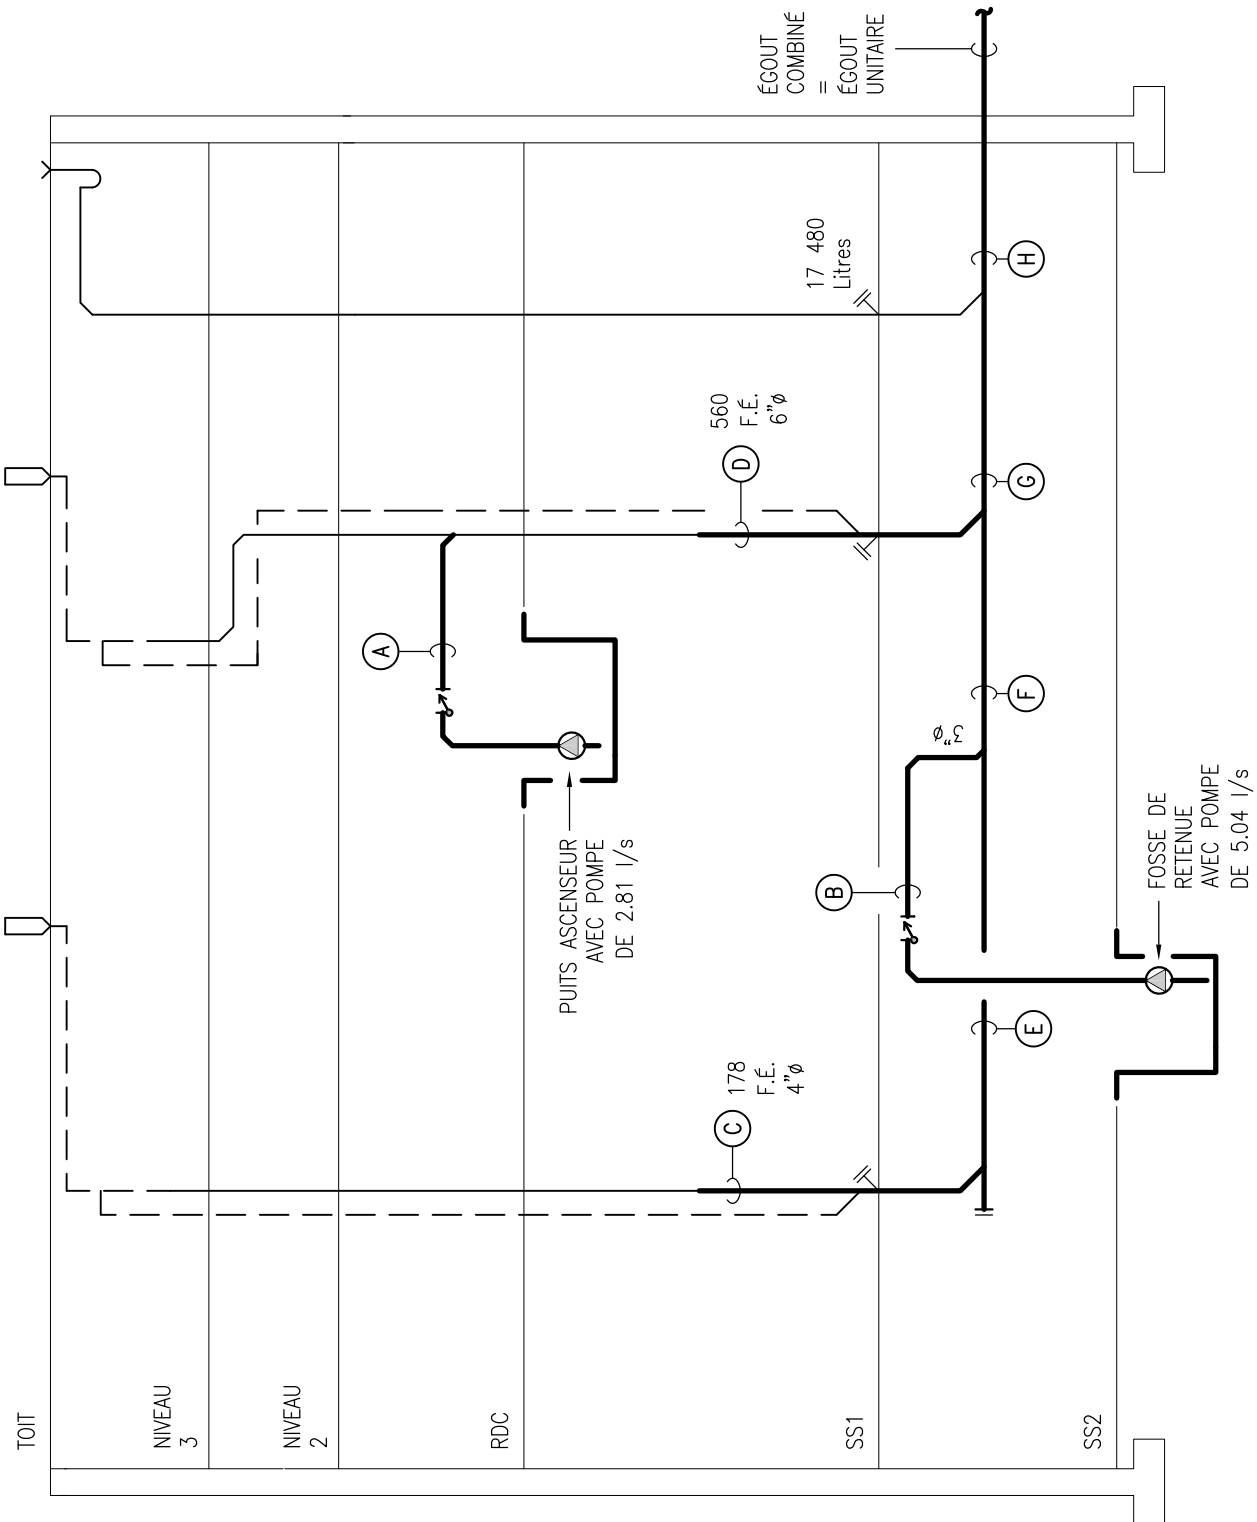 TOIT
NIVEAU
3
NIVEAU
2
RDC
SS1
SS2
C
178
F.É.
4"ø
E
PUITS ASCENSEUR
AVEC POMPE
DE 2.81 l/s
B
FOSSE DE
RETENUE
AVEC POMPE
DE 5.04 l/s
3"ø
A
F
D
560
F.É.
6"ø
G
17 480
Litres
H
ÉGOUT
COMBINÉ
=
ÉGOUT
UNITAIRE